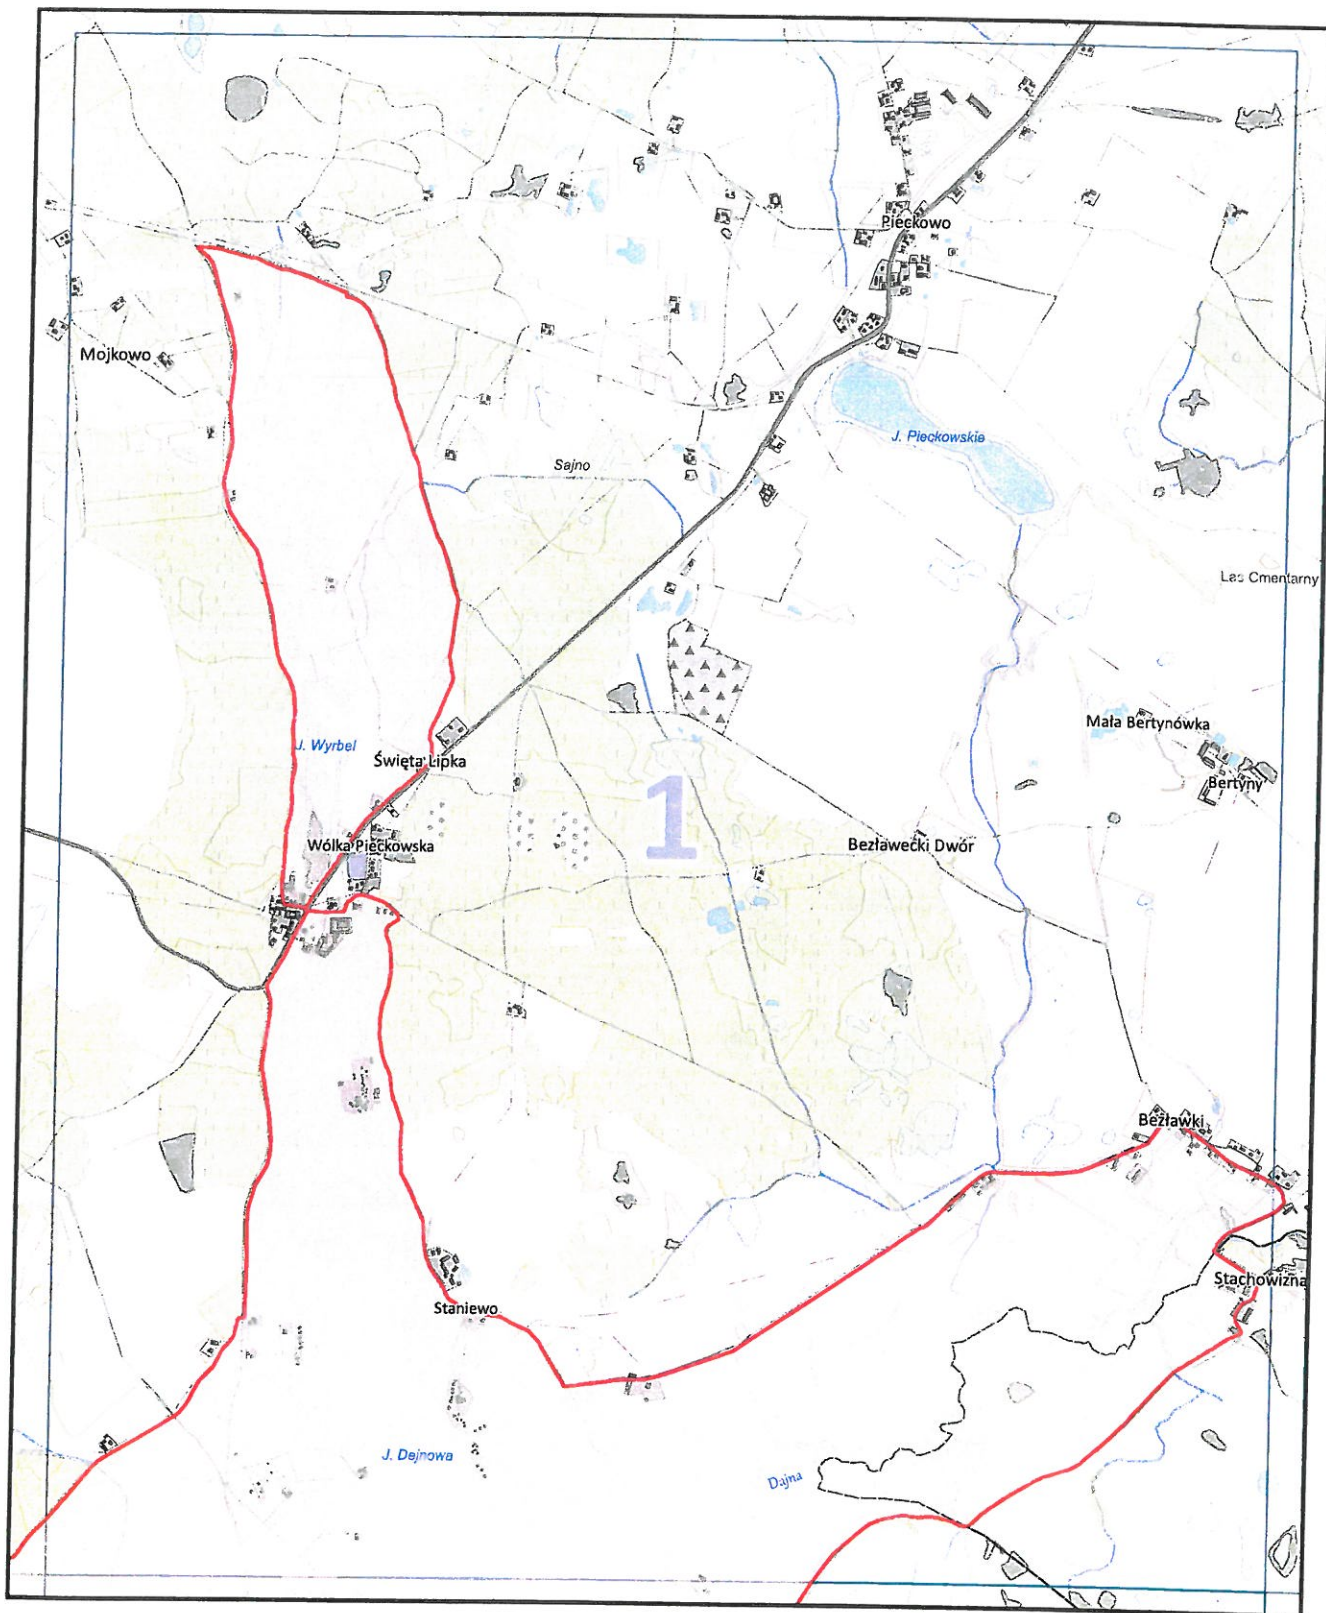 Pieckowo
Mojkowo
J. Pieckowskie
Sajno
Las Cmentarny
Mała Bertynówka
J. Wyrbel
Święta Lipka
Bertyny
1
Wólka Pieckowska
Bezławecki Dwór
Bezławki
Stachowizna
Staniewo
J. Dejnowa
Dajna